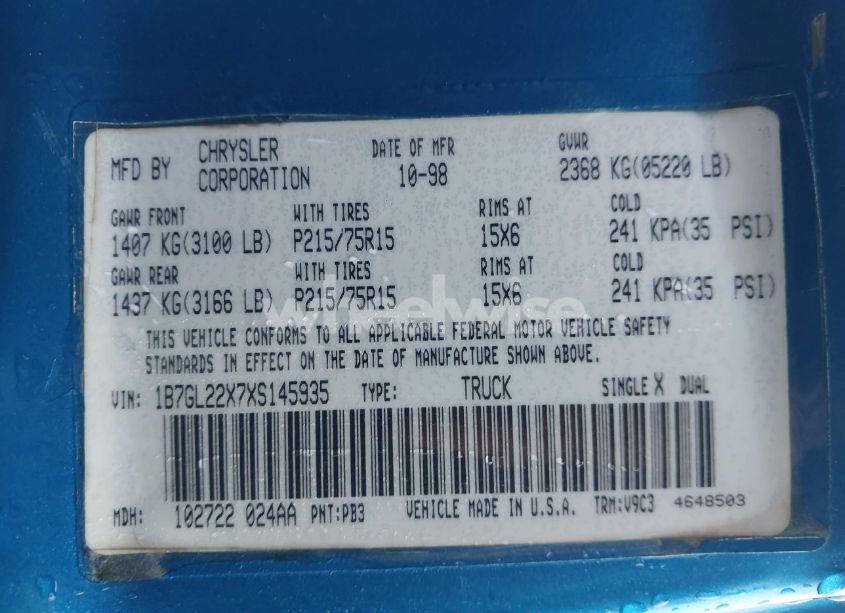 MFD BY CHRYSLER CORPORATION DATE OF MFR 10-98 GVWR 2368 KG(05220 LB)
GAWR FRONT WITH TIRES RIMS AT COLD
1407 KG(3100 LB) P215/75R15 15X6 241 KPA(35 PSI)
GAWR REAR WITH TIRES RIMS AT COLD
1437 KG(3166 LB) P215/75R15 15X6 241 KPA(35 PSI)
wheelwise
THIS VEHICLE CONFORMS TO ALL APPLICABLE FEDERAL MOTOR VEHICLE SAFETY
STANDARDS IN EFFECT ON THE DATE OF MANUFACTURE SHOWN ABOVE.
VIN: 1B7GL22X7XS145935 TYPE: TRUCK SINGLE X DUAL
MDH: 102722 024AA PNT:PB3 VEHICLE MADE IN U.S.A. TRM:V9C3 4648503